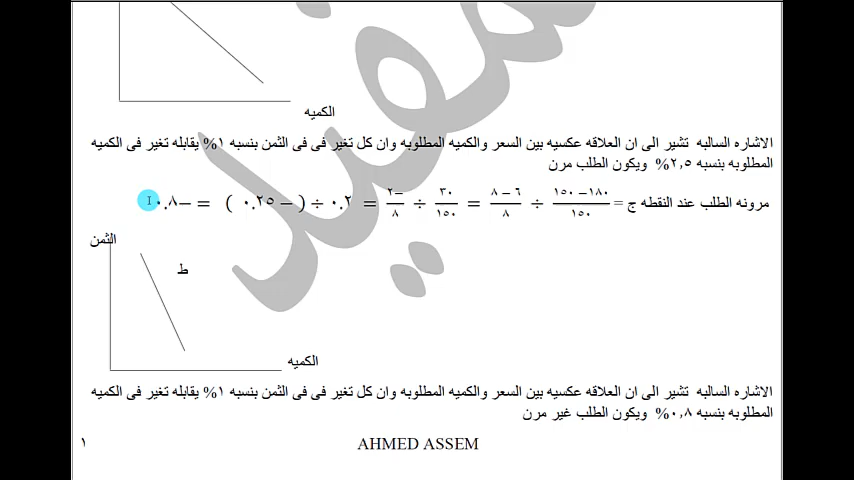 الكميه
الاشاره السالبه تشير الى ان العلاقه عكسيه بين السعر والكميه المطلوبه وان كل تغير فى فى الثمن بنسبه ١% يقابله تغير فى الكميه
المطلوبه بنسبه ٢,٥% ويكون الطلب مرن
مرونه الطلب عند النقطه ج = ١٨٠ – ١٥٠ / ١٥٠ ÷ ٦ – ٨ / ٨ = ٣٠ / ١٥٠ ÷ –٢ / ٨ = ٠.٢ ÷ ( – ٠.٢٥ ) = –٠.٨
الثمن
ط
الكميه
الاشاره السالبه تشير الى ان العلاقه عكسيه بين السعر والكميه المطلوبه وان كل تغير فى فى الثمن بنسبه ١% يقابله تغير فى الكميه
المطلوبه بنسبه ٠,٨% ويكون الطلب غير مرن
AHMED ASSEM
١